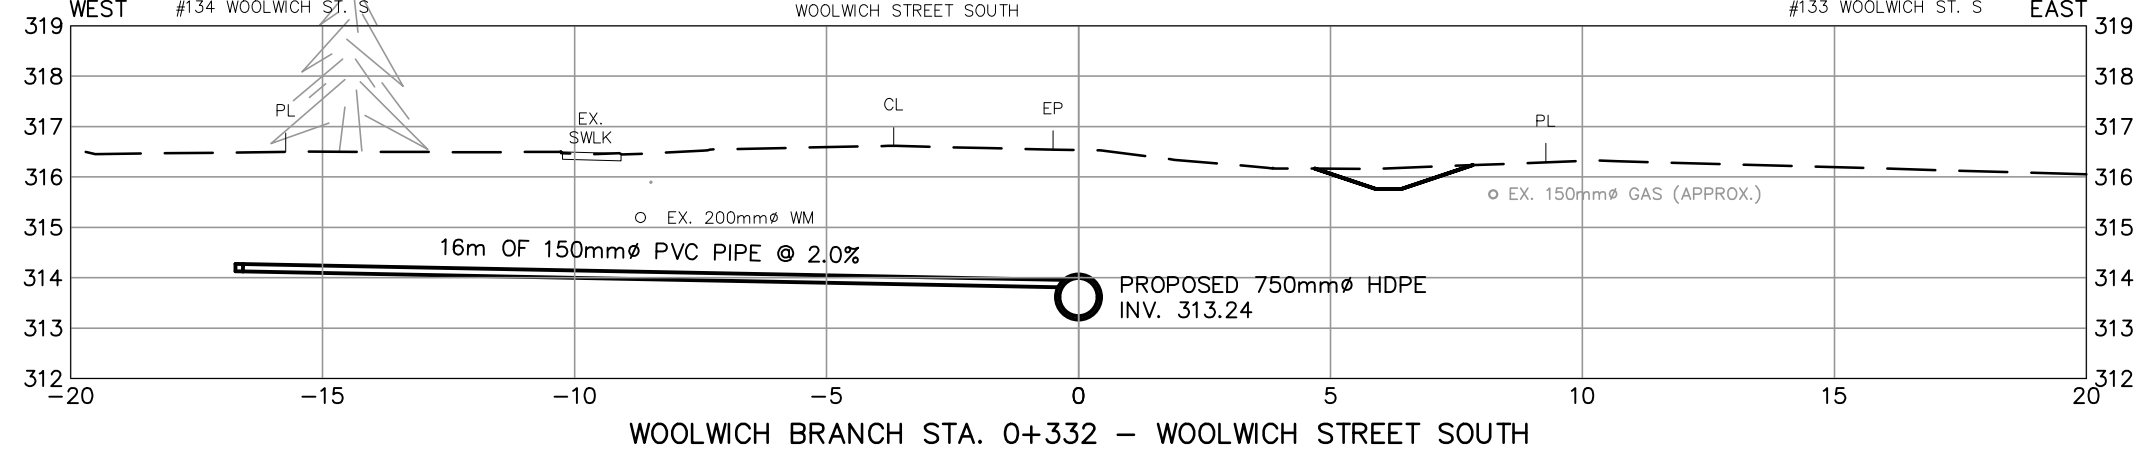 WEST #134 WOOLWICH ST. S WOOLWICH STREET SOUTH #133 WOOLWICH ST. S EAST
319 319
318 318
PL CL EP
317 EX. PL 317
SWLK
316 316
EX. 150mmø GAS (APPROX.)
EX. 200mmø WM
315 315
16m OF 150mmø PVC PIPE @ 2.0%
314 314
PROPOSED 750mmø HDPE
INV. 313.24
313 313
312 312
-20 -15 -10 -5 0 5 10 15 20
WOOLWICH BRANCH STA. 0+332 – WOOLWICH STREET SOUTH